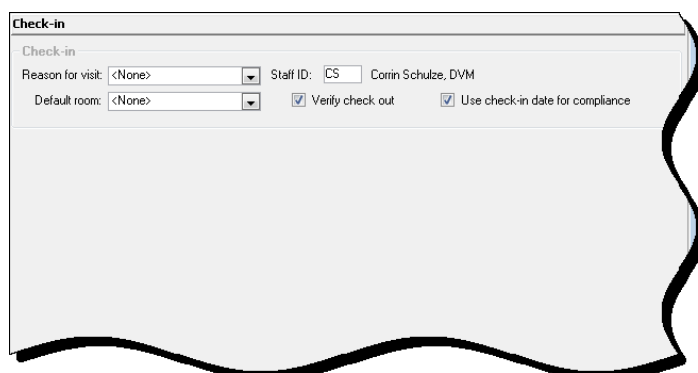 Check-in
Check-in
Reason for visit: <None> Staff ID: CS Corrin Schulze, DVM
Default room: <None> Verify check out Use check-in date for compliance